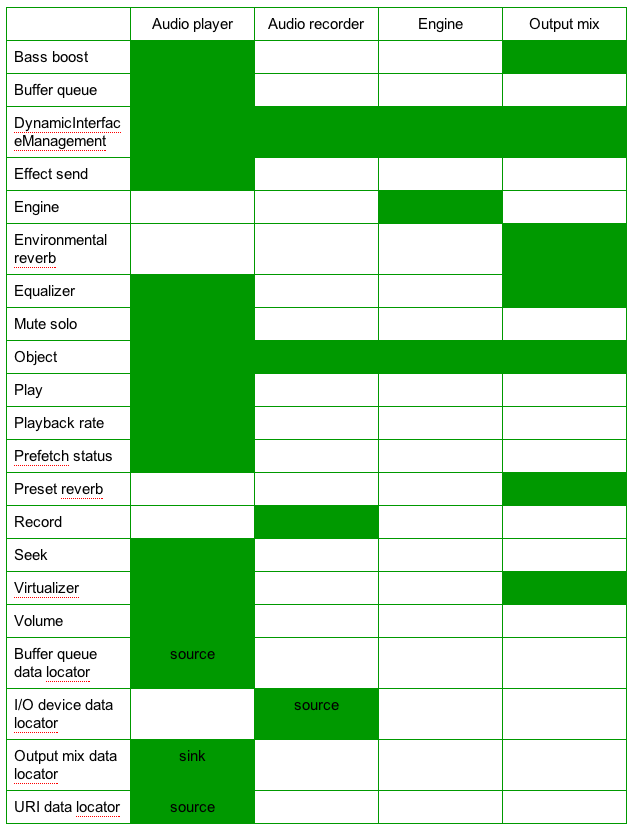 Audio player Audio recorder Engine Output mix
Bass boost
Buffer queue
DynamicInterfac
eManagement
Effect send
Engine
Environmental
reverb
Equalizer
Mute solo
Object
Play
Playback rate
Prefetch status
Preset reverb
Record
Seek
Virtualizer
Volume
Buffer queue source
data locator
I/O device data source
locator
Output mix data sink
locator
URI data locator source